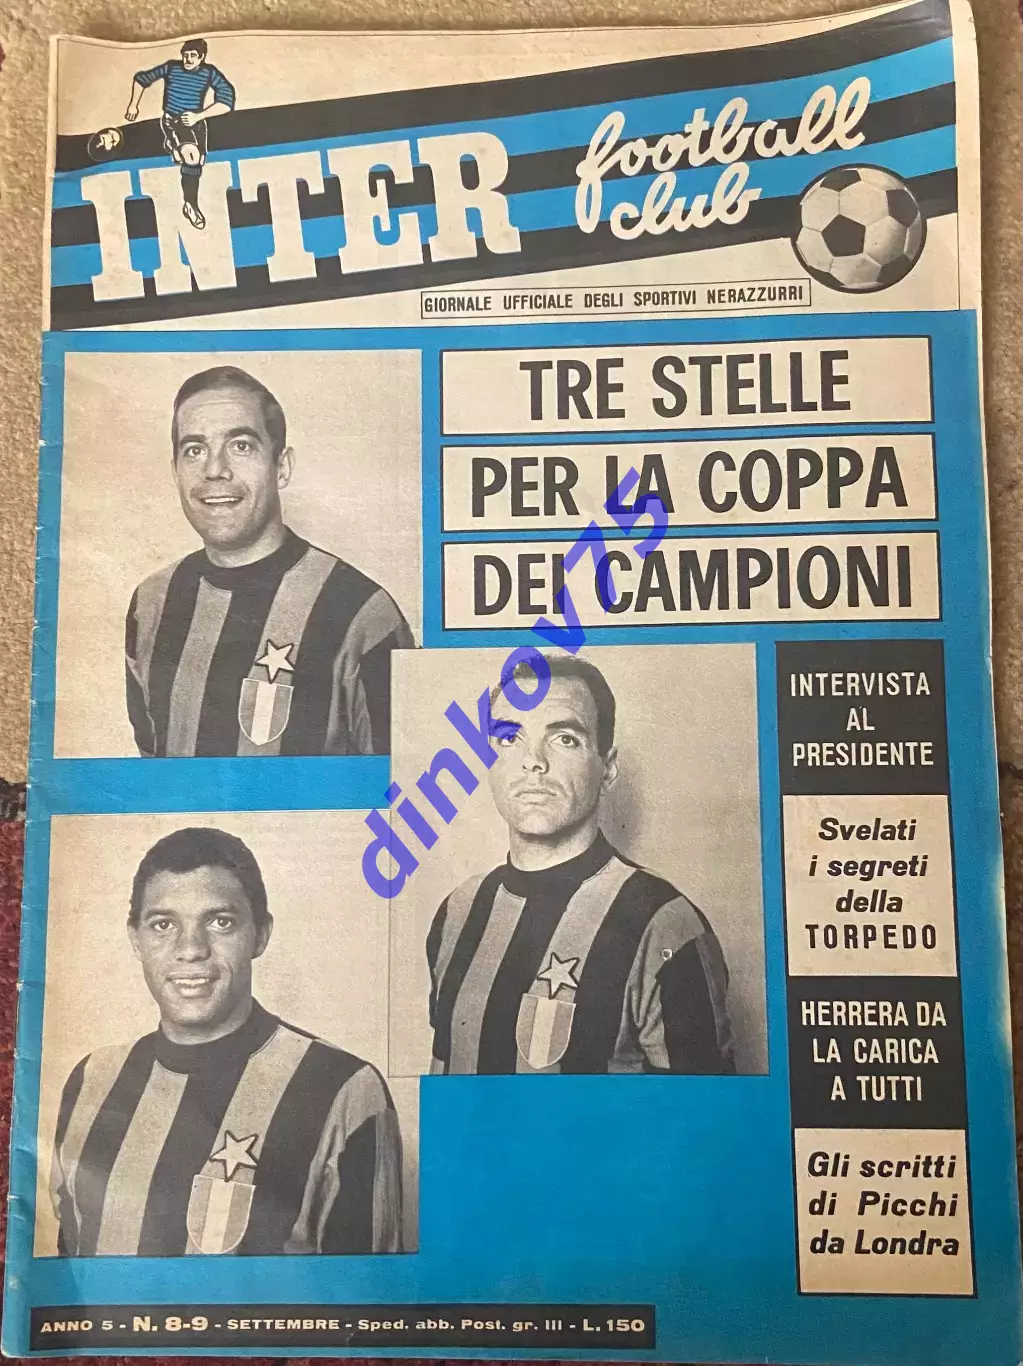 INTER football
club
GIORNALE UFFICIALE DEGLI SPORTIVI NERAZZURRI
TRE STELLE
PER LA COPPA
DEI CAMPIONI
INTERVISTA
AL
PRESIDENTE
Svelati
i segreti
della
TORPEDO
HERRERA DA
LA CARICA
A TUTTI
Gli scritti
di Picchi
da Londra
ANNO 5 - N. 8-9 - SETTEMBRE - Sped. abb. Post. gr. III - L. 150
dinkov75